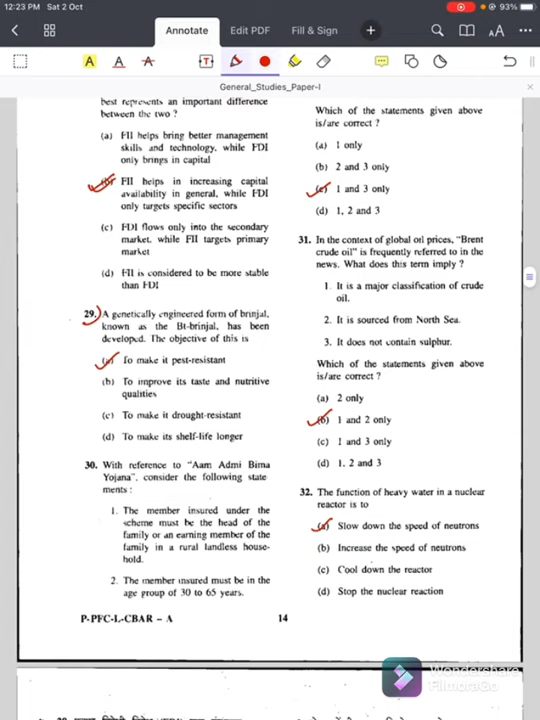 12:23 PM Sat 2 Oct
93%
Annotate
Edit PDF
Fill & Sign
General_Studies_Paper-I
best represents an important difference
between the two ?
(a) FII helps bring better management
skills and technology, while FDI
only brings in capital
(b) FII helps in increasing capital
availability in general, while FDI
only targets specific sectors
(c) FDI flows only into the secondary
market, while FII targets primary
market
(d) FII is considered to be more stable
than FDI
29. A genetically engineered form of brinjal,
known as the Bt-brinjal, has been
developed. The objective of this is
(a) To make it pest-resistant
(b) To improve its taste and nutritive
qualities
(c) To make it drought-resistant
(d) To make its shelf-life longer
30. With reference to "Aam Admi Bima
Yojana", consider the following state
ments :
1. The member insured under the
scheme must be the head of the
family or an earning member of the
family in a rural landless house-
hold.
2. The member insured must be in the
age group of 30 to 65 years.
Which of the statements given above
is/are correct ?
(a) 1 only
(b) 2 and 3 only
(c) 1 and 3 only
(d) 1, 2 and 3
31. In the context of global oil prices, "Brent
crude oil" is frequently referred to in the
news. What does this term imply ?
1. It is a major classification of crude
oil.
2. It is sourced from North Sea.
3. It does not contain sulphur.
Which of the statements given above
is/are correct ?
(a) 2 only
(b) 1 and 2 only
(c) 1 and 3 only
(d) 1, 2 and 3
32. The function of heavy water in a nuclear
reactor is to
(a) Slow down the speed of neutrons
(b) Increase the speed of neutrons
(c) Cool down the reactor
(d) Stop the nuclear reaction
P-PFC-L-CBAR – A
14
Wondershare
FilmoraGo